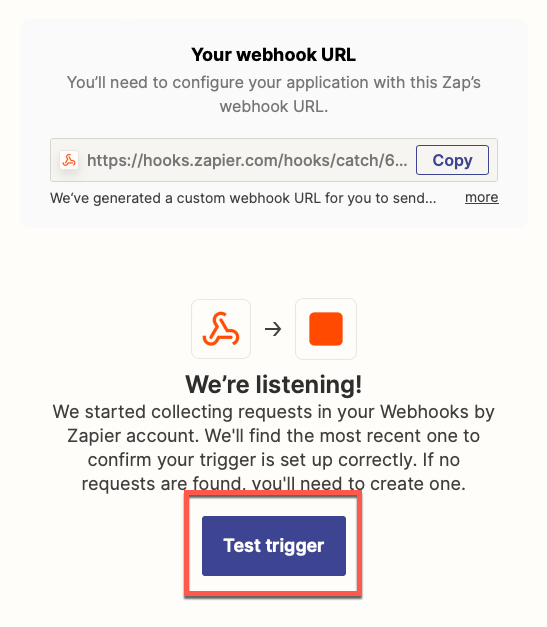 Your webhook URL
You’ll need to configure your application with this Zap’s
webhook URL.
https://hooks.zapier.com/hooks/catch/6...
Copy
We’ve generated a custom webhook URL for you to send...
more
We’re listening!
We started collecting requests in your Webhooks by
Zapier account. We'll find the most recent one to
confirm your trigger is set up correctly. If no
requests are found, you'll need to create one.
Test trigger